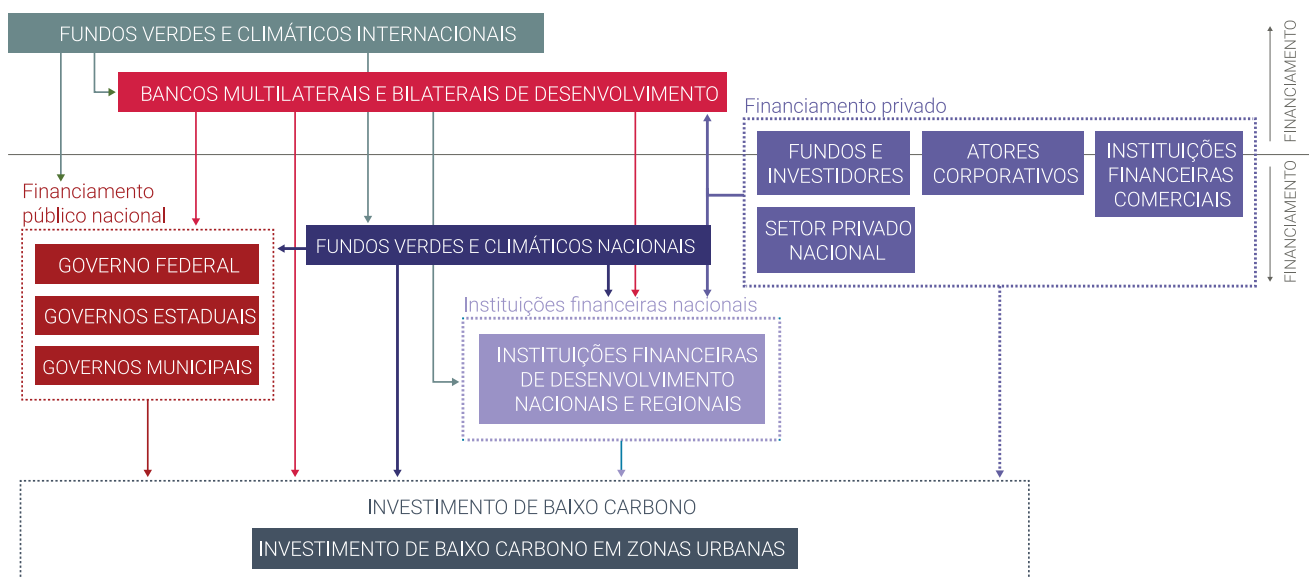 FUNDOS VERDES E CLIMÁTICOS INTERNACIONAIS
BANCOS MULTILATERAIS E BILATERAIS DE DESENVOLVIMENTO
Financiamento privado
FUNDOS E
INVESTIDORES
ATORES
CORPORATIVOS
INSTITUIÇÕES
FINANCEIRAS
COMERCIAIS
SETOR PRIVADO
NACIONAL
FINANCIAMENTO
FINANCIAMENTO
Financiamento
público nacional
GOVERNO FEDERAL
GOVERNOS ESTADUAIS
GOVERNOS MUNICIPAIS
FUNDOS VERDES E CLIMÁTICOS NACIONAIS
Instituições financeiras nacionais
INSTITUIÇÕES FINANCEIRAS
DE DESENVOLVIMENTO
NACIONAIS E REGIONAIS
INVESTIMENTO DE BAIXO CARBONO
INVESTIMENTO DE BAIXO CARBONO EM ZONAS URBANAS